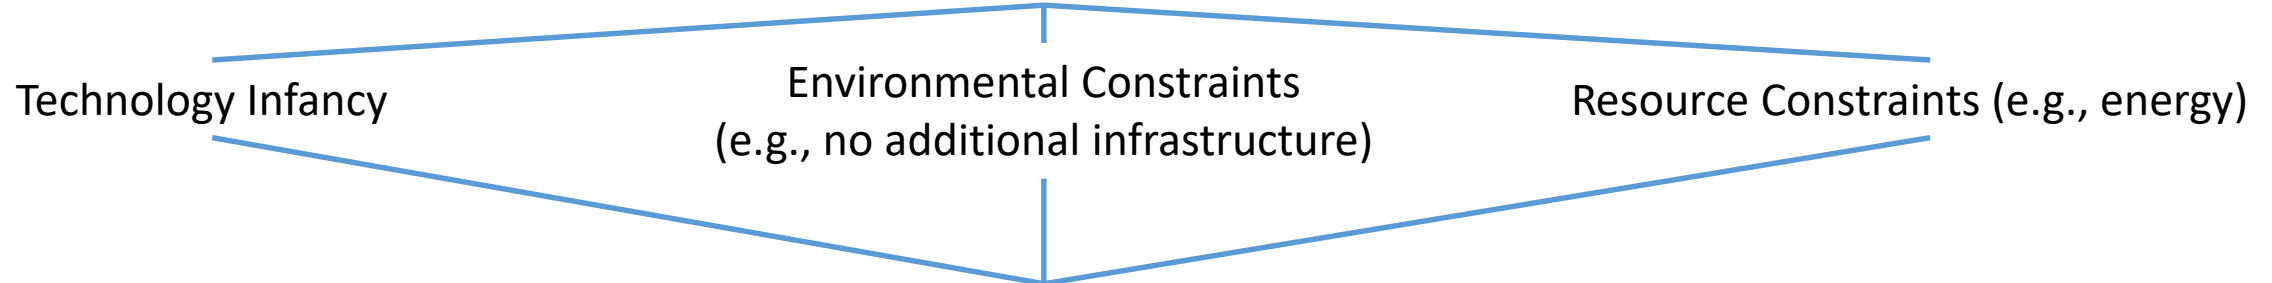 Technology Infancy
Environmental Constraints
(e.g., no additional infrastructure)
Resource Constraints (e.g., energy)